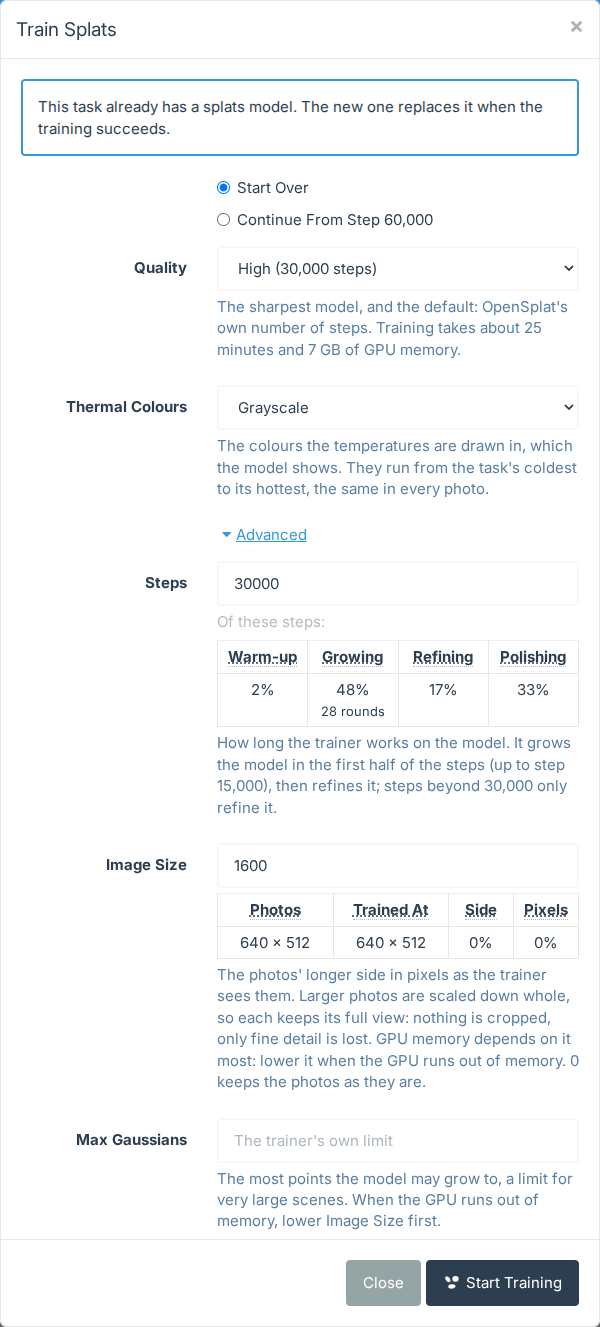 Train Splats
×
This task already has a splats model. The new one replaces it when the
training succeeds.
Start Over
Continue From Step 60,000
Quality
High (30,000 steps)
The sharpest model, and the default: OpenSplat's
own number of steps. Training takes about 25
minutes and 7 GB of GPU memory.
Thermal Colours
Grayscale
The colours the temperatures are drawn in, which
the model shows. They run from the task's coldest
to its hottest, the same in every photo.
Advanced
Steps
30000
Of these steps:
Warm-up Growing Refining Polishing
2% 48% 17% 33%
28 rounds
How long the trainer works on the model. It grows
the model in the first half of the steps (up to step
15,000), then refines it; steps beyond 30,000 only
refine it.
Image Size
1600
Photos Trained At Side Pixels
640 × 512 640 × 512 0% 0%
The photos' longer side in pixels as the trainer
sees them. Larger photos are scaled down whole,
so each keeps its full view: nothing is cropped,
only fine detail is lost. GPU memory depends on it
most: lower it when the GPU runs out of memory. 0
keeps the photos as they are.
Max Gaussians
The trainer's own limit
The most points the model may grow to, a limit for
very large scenes. When the GPU runs out of
memory, lower Image Size first.
Close
Start Training